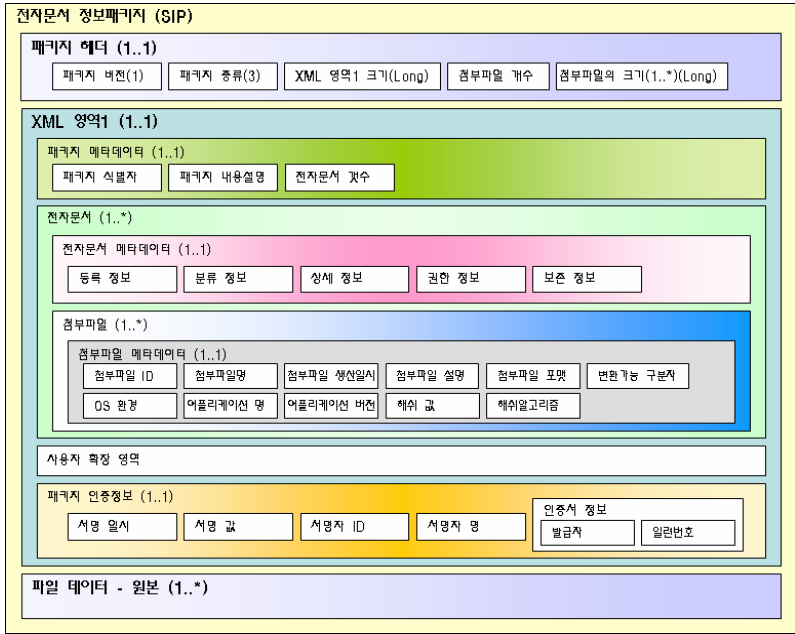 전자문서 정보패키지 (SIP)
패키지 헤더 (1..1)
패키지 버전(1) 패키지 종류(3) XML 영역1 크기(Long) 첨부파일 개수 첨부파일의 크기(1..*)(Long)
XML 영역1 (1..1)
패키지 메타데이터 (1..1)
패키지 식별자 패키지 내용설명 전자문서 갯수
전자문서 (1..*)
전자문서 메타데이터 (1..1)
등록 정보 분류 정보 상세 정보 권한 정보 보존 정보
첨부파일 (1..*)
첨부파일 메타데이터 (1..1)
첨부파일 ID 첨부파일명 첨부파일 생산일시 첨부파일 설명 첨부파일 포맷 변환가능 구분자
OS 환경 어플리케이션 명 어플리케이션 버전 해쉬 값 해쉬알고리즘
사용자 확장 영역
패키지 인증정보 (1..1)
서명 일시 서명 값 서명자 ID 서명자 명
인증서 정보
발급자 일련번호
파일 데이터 - 원본 (1..*)